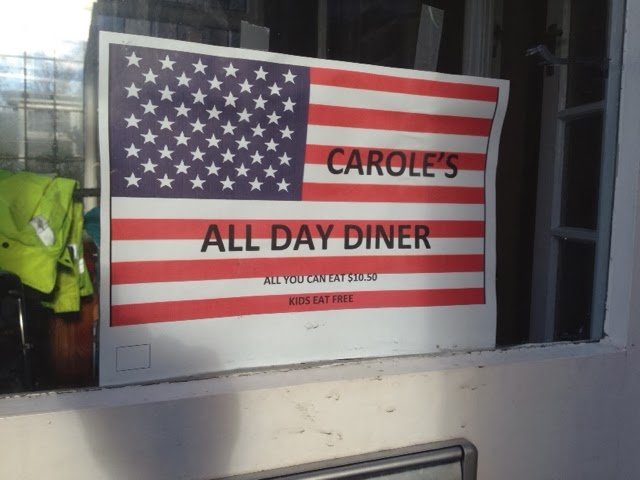 CAROLE'S
ALL DAY DINER
ALL YOU CAN EAT $10.50
KIDS EAT FREE